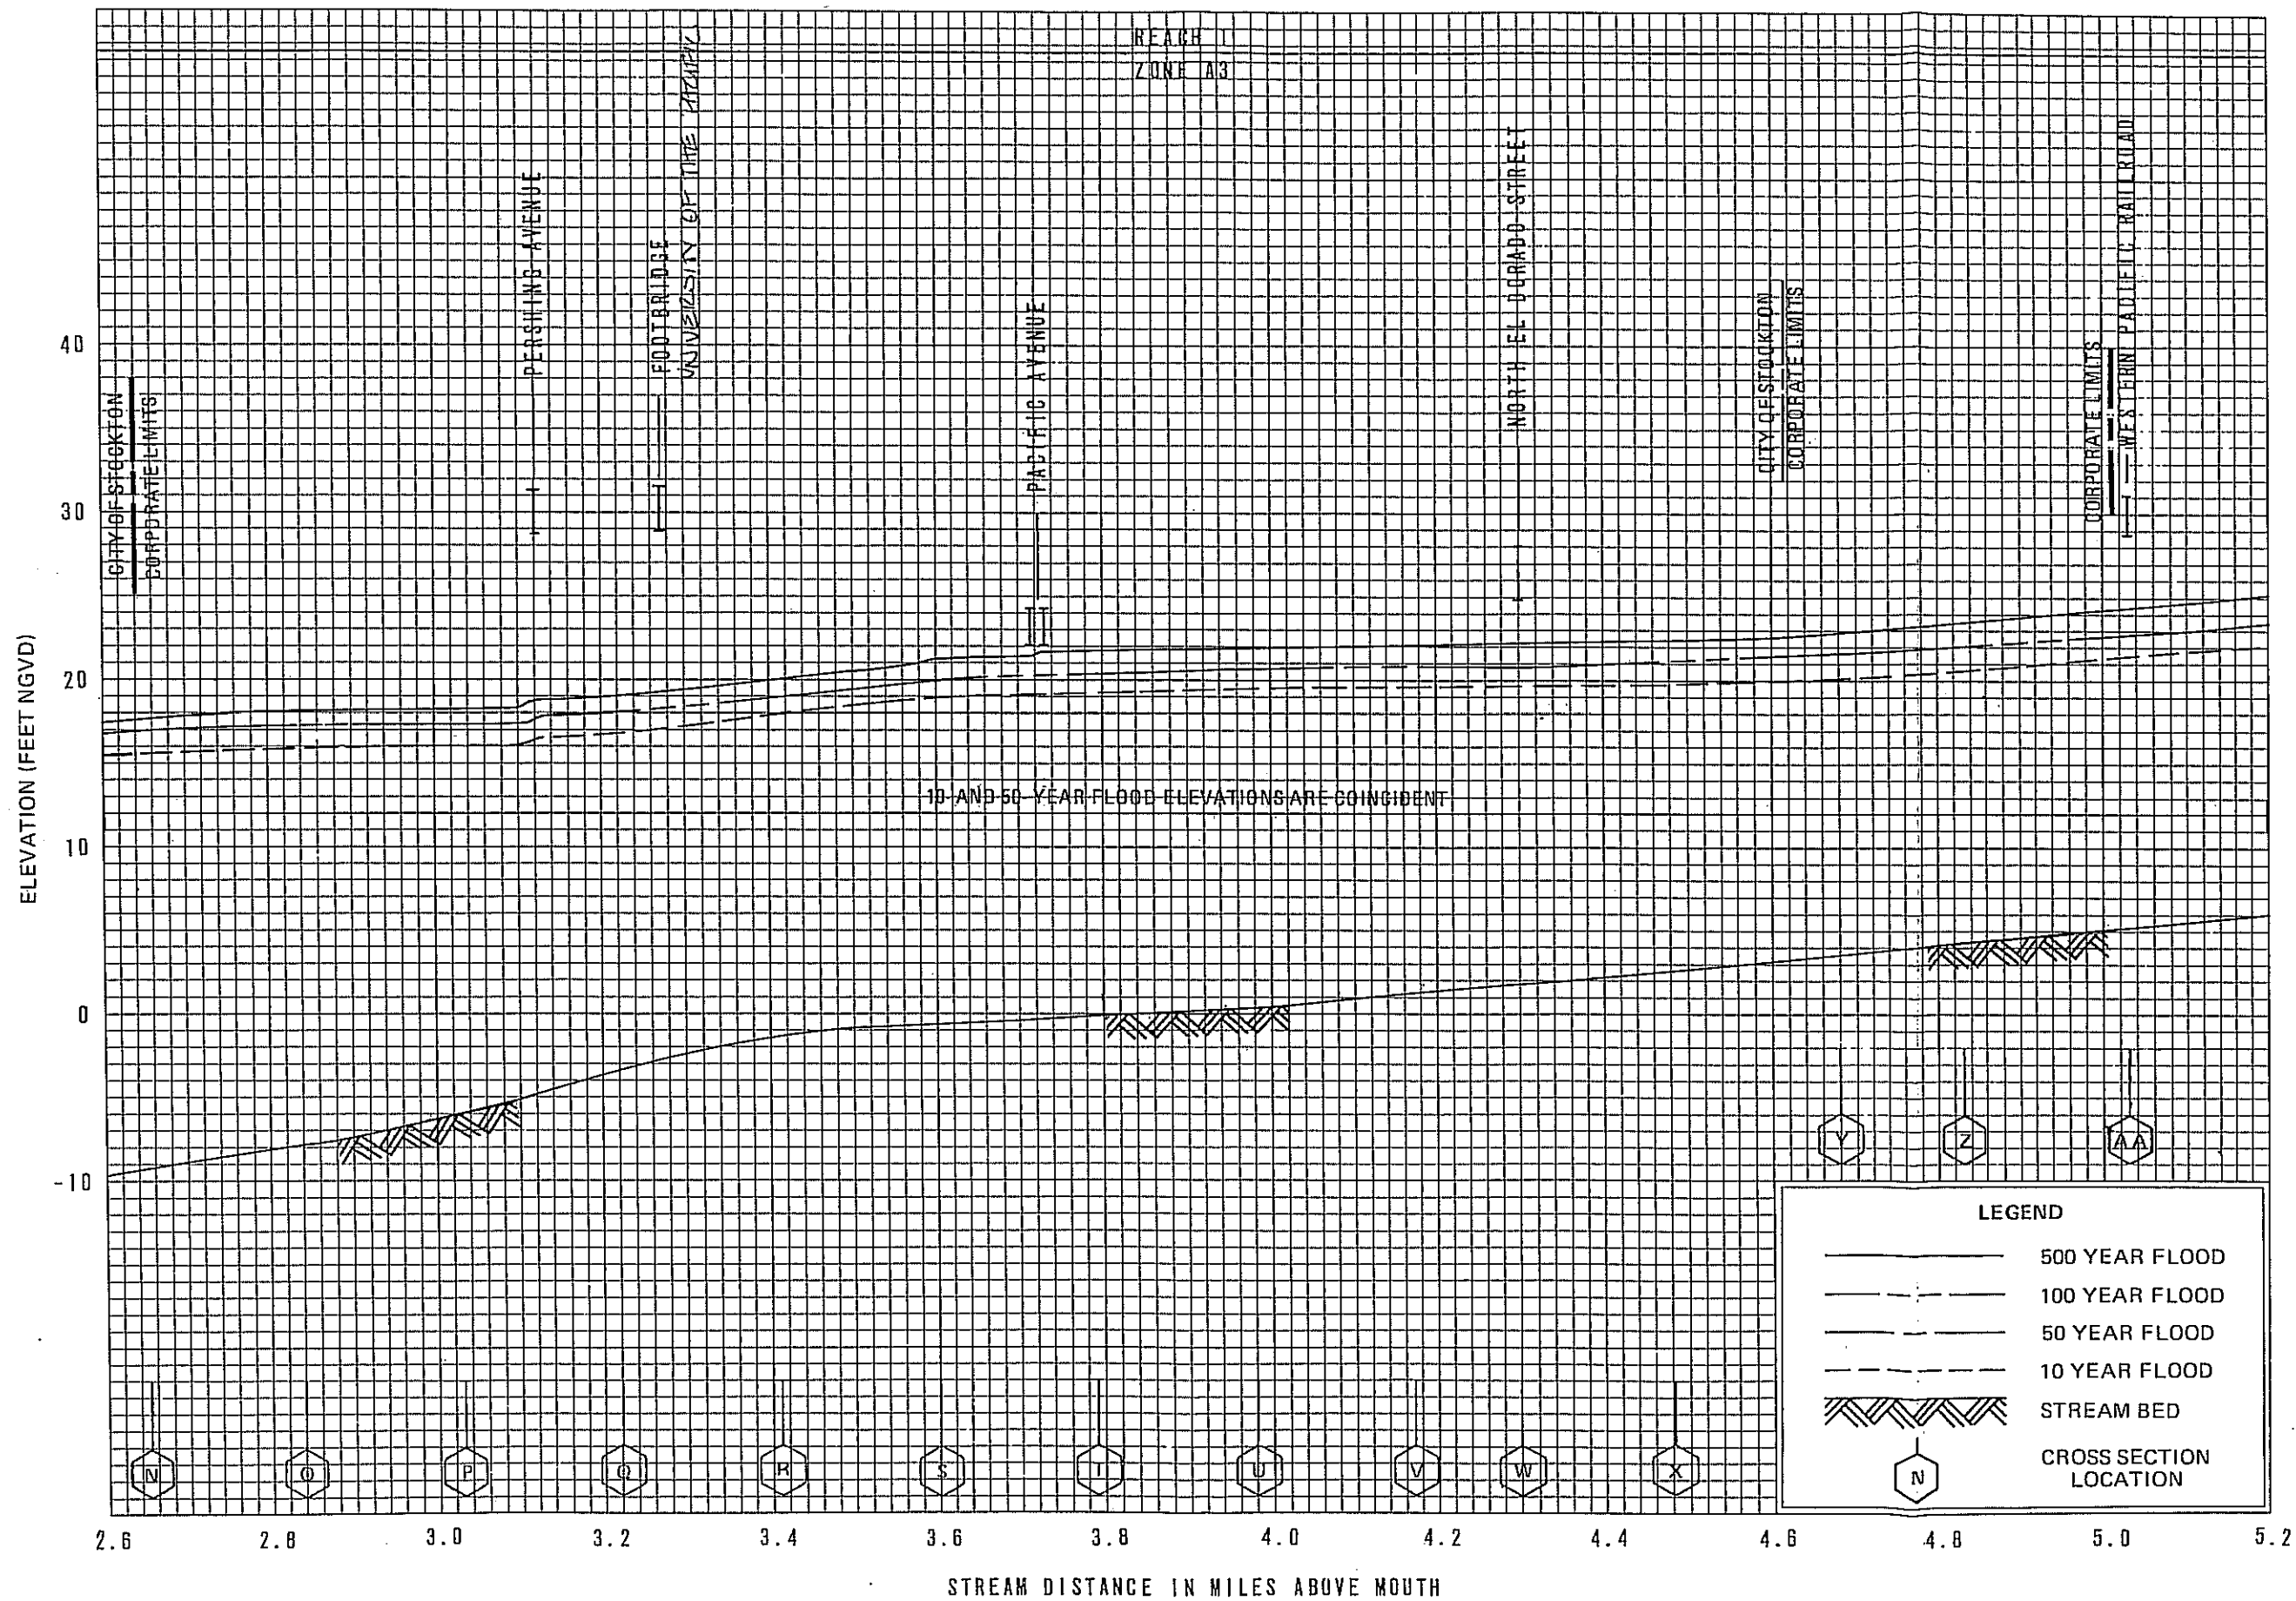 REACH 1
ZONE A3
CITY OF STOCKTON
CORPORATE LIMITS
PERSHING AVENUE
FOOTBRIDGE
UNIVERSITY OF THE PACIFIC
PACIFIC AVENUE
NORTH EL DORADO STREET
CITY OF STOCKTON
CORPORATE LIMITS
CORPORATE LIMITS
WESTERN PACIFIC RAILROAD
ELEVATION (FEET NGVD)
40
30
20
10
0
-10
10- AND 50- YEAR FLOOD ELEVATIONS ARE COINCIDENT
Y Z AA
N O P Q R S T U V W X
LEGEND
500 YEAR FLOOD
100 YEAR FLOOD
50 YEAR FLOOD
10 YEAR FLOOD
STREAM BED
N
CROSS SECTION
LOCATION
2.6 2.8 3.0 3.2 3.4 3.6 3.8 4.0 4.2 4.4 4.6 4.8 5.0 5.2
STREAM DISTANCE IN MILES ABOVE MOUTH